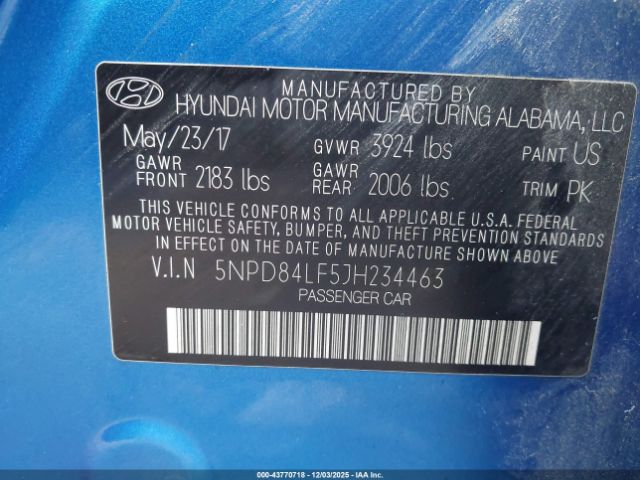 MANUFACTURED BY
HYUNDAI MOTOR MANUFACTURING ALABAMA, LLC
May/23/17 GVWR 3924 lbs PAINT US
GAWR FRONT 2183 lbs GAWR REAR 2006 lbs TRIM PK
THIS VEHICLE CONFORMS TO ALL APPLICABLE U.S.A. FEDERAL
MOTOR VEHICLE SAFETY, BUMPER, AND THEFT PREVENTION STANDARDS
IN EFFECT ON THE DATE OF MANUFACTURE SHOWN ABOVE
V.I.N 5NPD84LF5JH234463
PASSENGER CAR
000-43770718 - 12/03/2025 - IAAI.COM